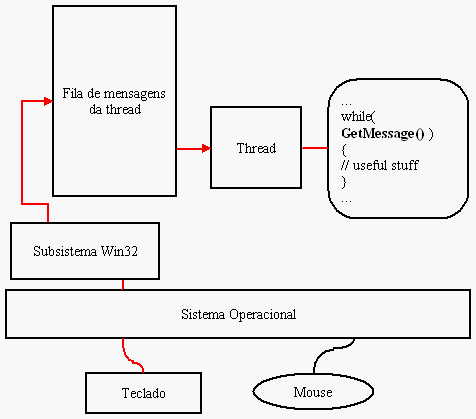 Fila de mensagens
da thread
Thread
...
while(
GetMessage() )
{
// useful stuff
}
...
Subsistema Win32
Sistema Operacional
Teclado
Mouse